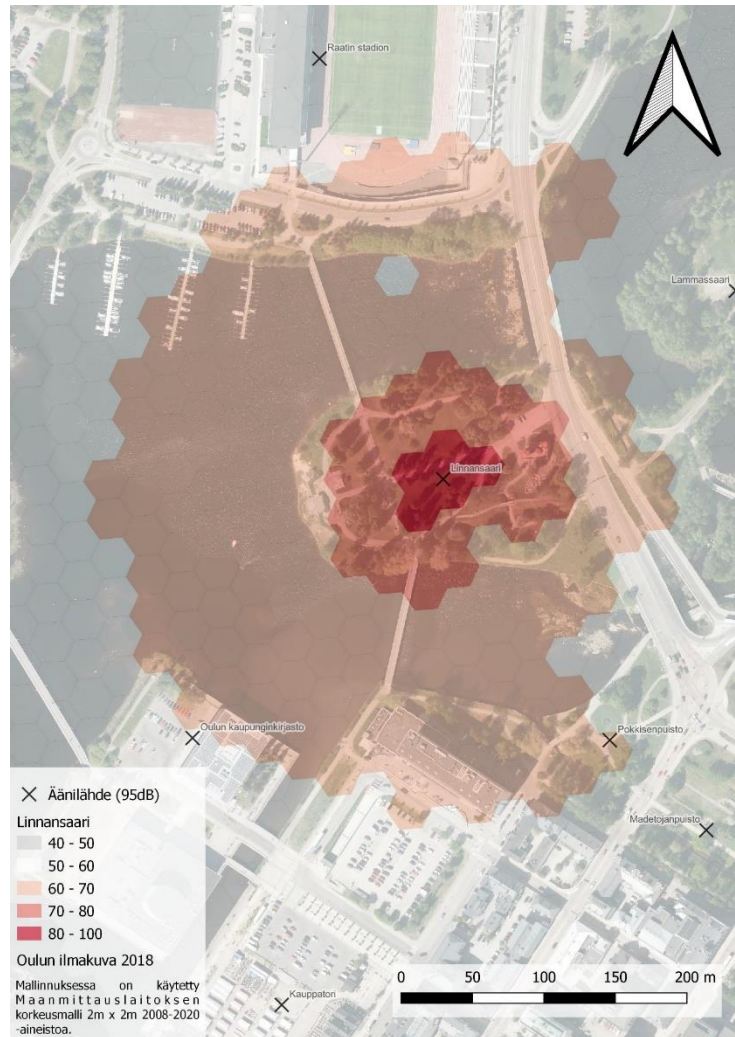 Raatin stadion
Lammassaari
Linnansaari
Oulun kaupunginkirjasto
Pokkisenpuisto
Madetojanpuisto
Kauppatori
Äänilähde (95dB)
Linnansaari
40 - 50
50 - 60
60 - 70
70 - 80
80 - 100
Oulun ilmakuva 2018
Mallinnuksessa on käytetty
Maanmittauslaitoksen
korkeusmalli 2m x 2m 2008-2020
-aineistoa.
0 50 100 150 200 m